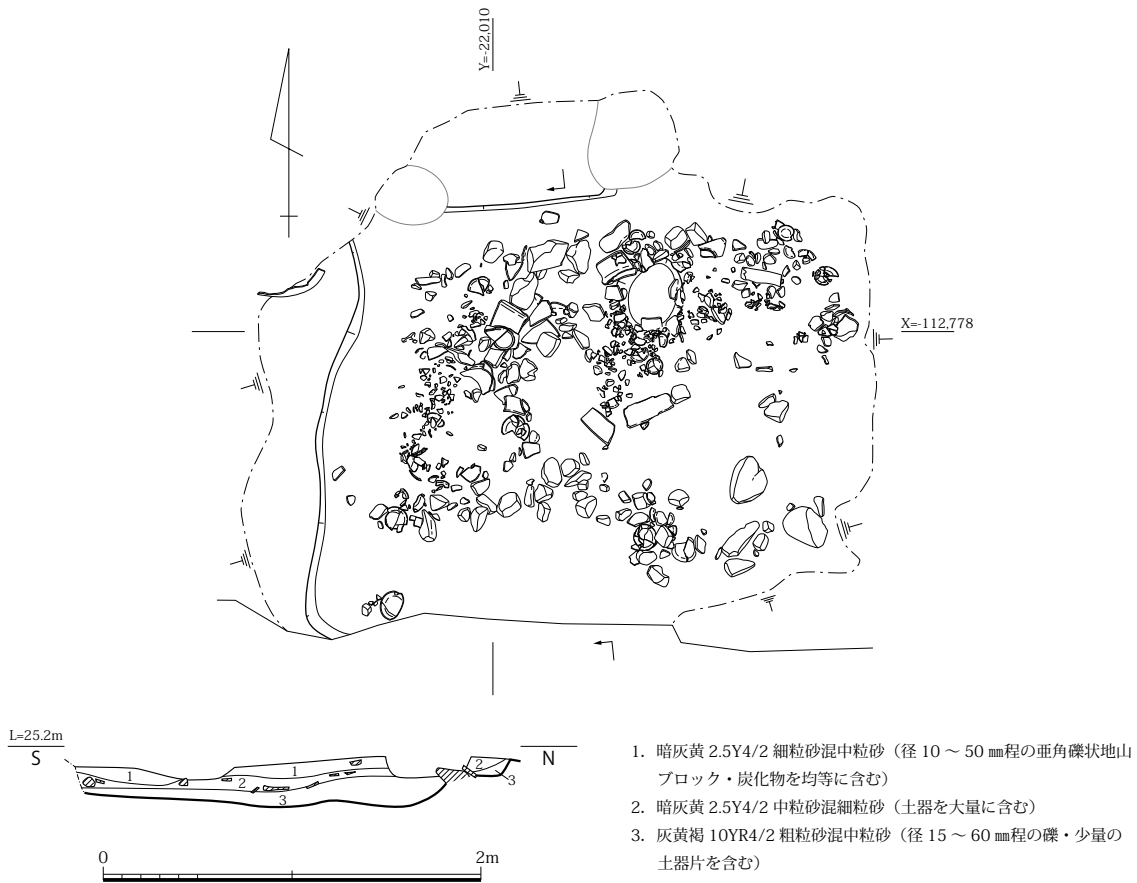 Y=-22,010
X=-112,778
L=25.2m
S
N
1
1
2
2
3
3
0
2m
1. 暗灰黄 2.5Y4/2 細粒砂混中粒砂（径 10 ～ 50 ㎜程の亜角礫状地山
ブロック・炭化物を均等に含む）
2. 暗灰黄 2.5Y4/2 中粒砂混細粒砂（土器を大量に含む）
3. 灰黄褐 10YR4/2 粗粒砂混中粒砂（径 15 ～ 60 ㎜程の礫・少量の
土器片を含む）